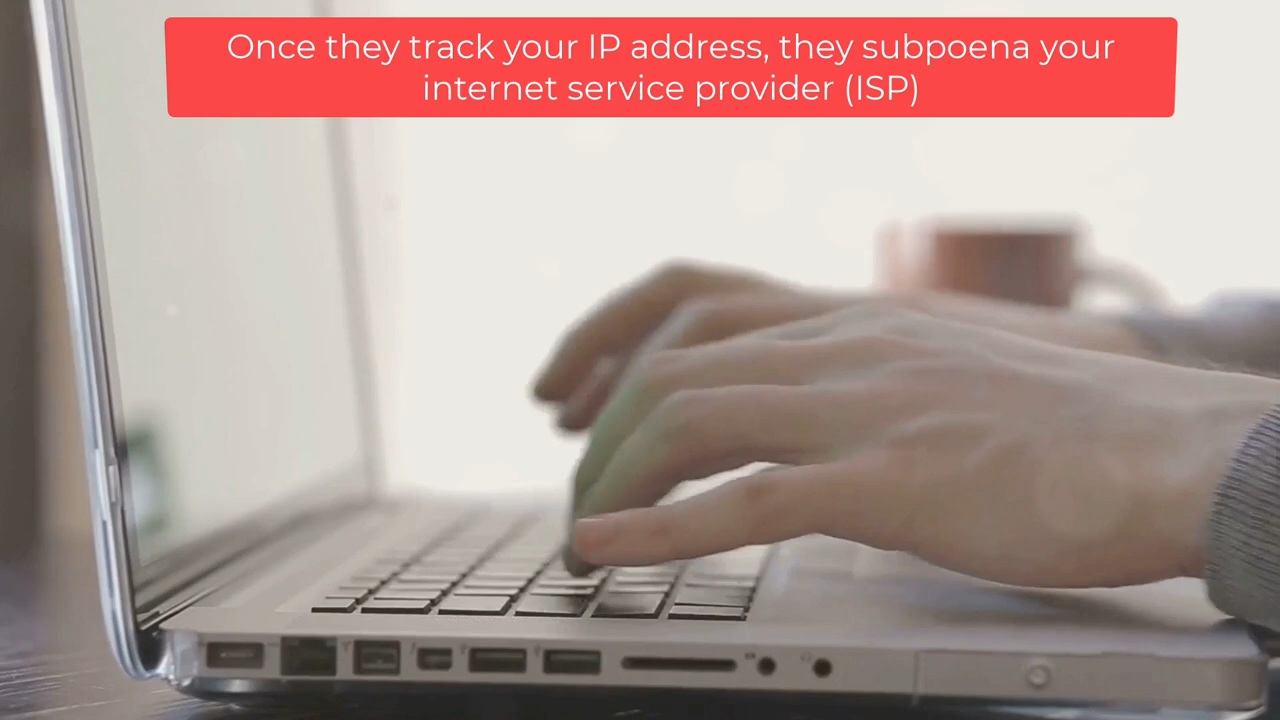 Once they track your IP address, they subpoena your
internet service provider (ISP)